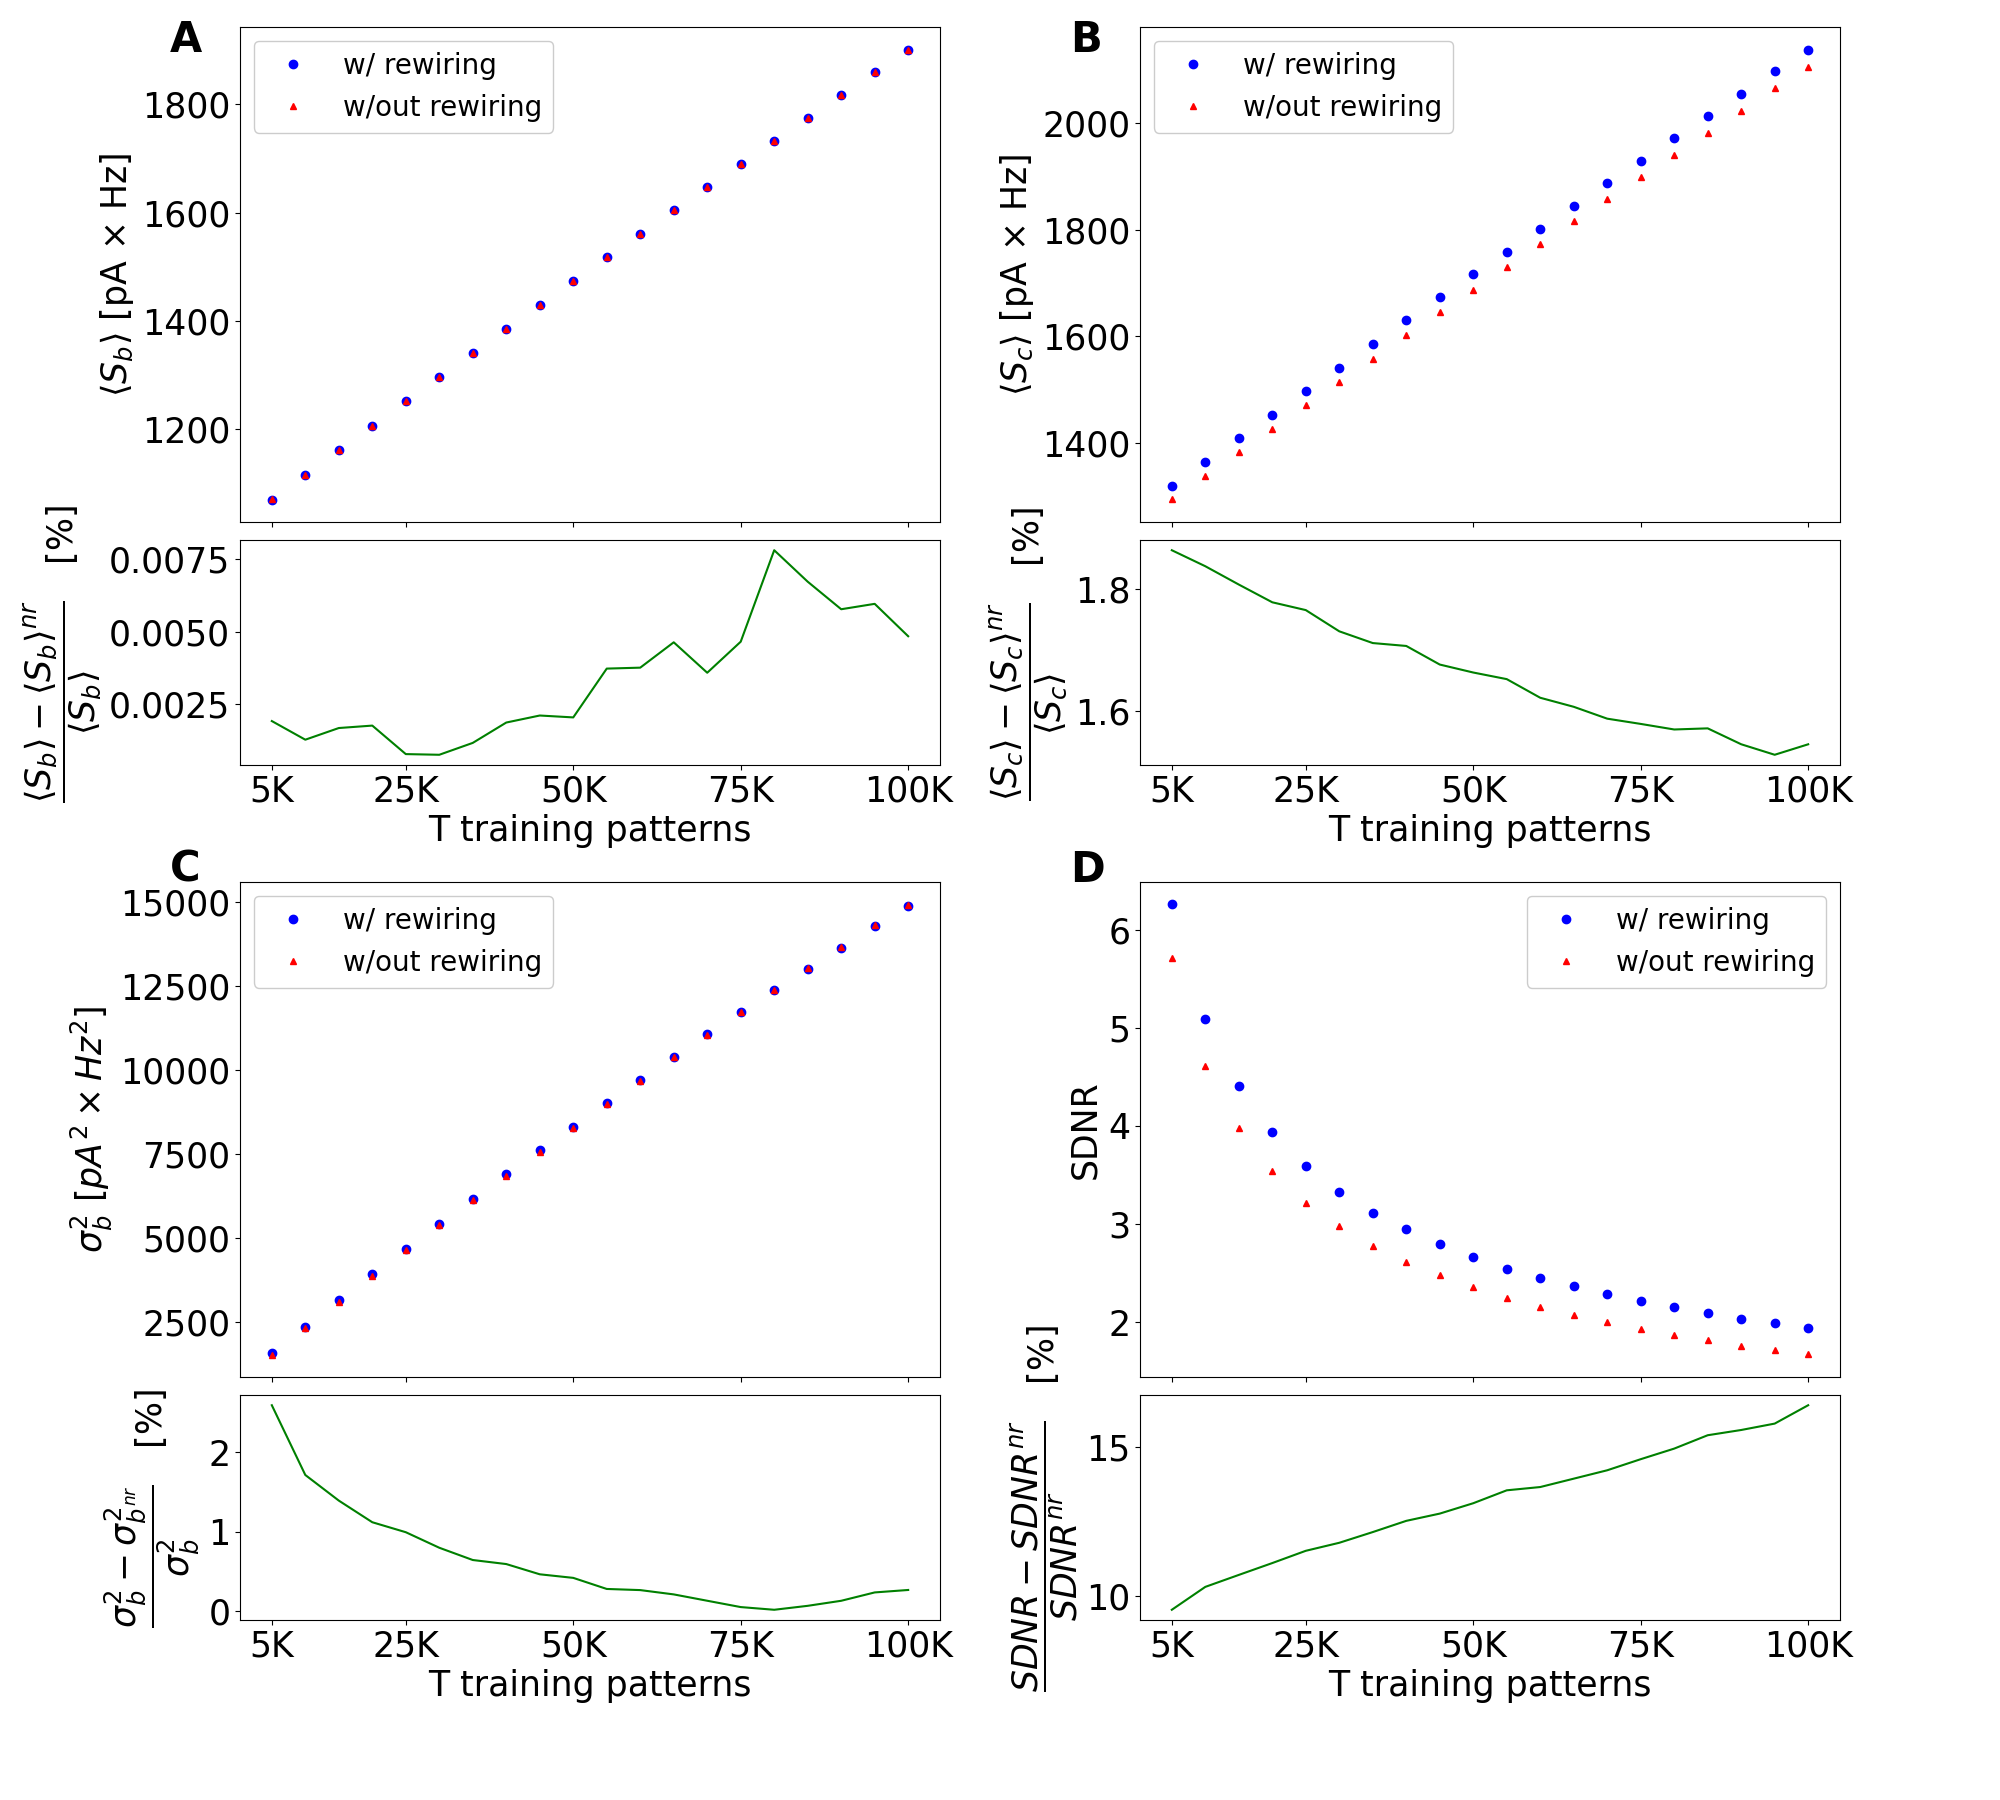 A
w/ rewiring
w/out rewiring
⟨S_b⟩ [pA × Hz]
1800
1600
1400
1200
(⟨S_b⟩ − ⟨S_b⟩^nr) / ⟨S_b⟩ [%]
0.0075
0.0050
0.0025
5K 25K 50K 75K 100K
T training patterns
B
w/ rewiring
w/out rewiring
⟨S_c⟩ [pA × Hz]
2000
1800
1600
1400
(⟨S_c⟩ − ⟨S_c⟩^nr) / ⟨S_c⟩ [%]
1.8
1.6
5K 25K 50K 75K 100K
T training patterns
C
w/ rewiring
w/out rewiring
σ_b^2 [pA^2 × Hz^2]
15000
12500
10000
7500
5000
2500
(σ_b^2 − σ_{b^nr}^2) / σ_b^2 [%]
2
1
0
5K 25K 50K 75K 100K
T training patterns
D
w/ rewiring
w/out rewiring
SDNR
6
5
4
3
2
(SDNR − SDNR^nr) / SDNR^nr [%]
15
10
5K 25K 50K 75K 100K
T training patterns